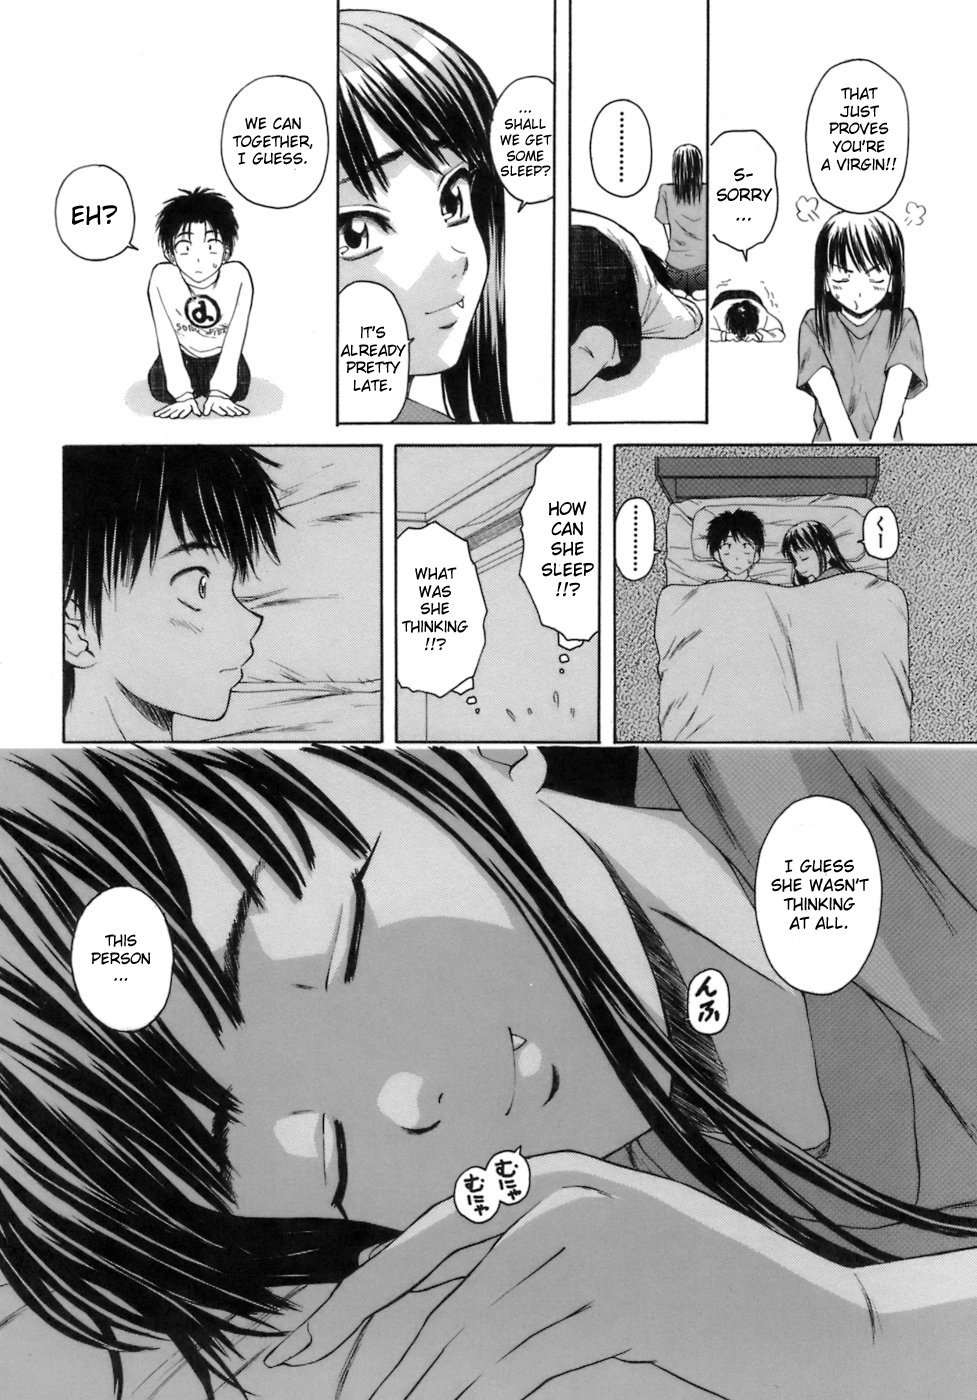 THAT
JUST
PROVES
YOU'RE
A VIRGIN!!
S-
SORRY
...
...
SHALL
WE GET
SOME
SLEEP?
IT'S
ALREADY
PRETTY
LATE.
WE CAN
TOGETHER,
I GUESS.
EH?
HOW
CAN
SHE
SLEEP
!!?
WHAT
WAS
SHE
THINKING
!!?
I GUESS
SHE WASN'T
THINKING
AT ALL.
んふ
むにゃ
むにゃ
THIS
PERSON
...